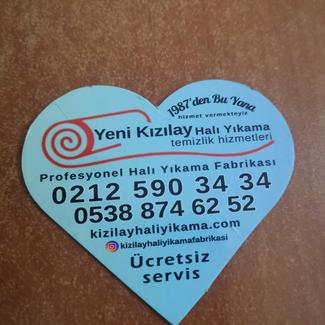 1987'den Bu Yana
hizmet vermekteyiz
Yeni Kızılay Halı Yıkama
temizlik hizmetleri
Profesyonel Halı Yıkama Fabrikası
0212 590 34 34
0538 874 62 52
kizilayhaliyikama.com
kizilayhaliyikamafabrikasi
Ücretsiz
servis